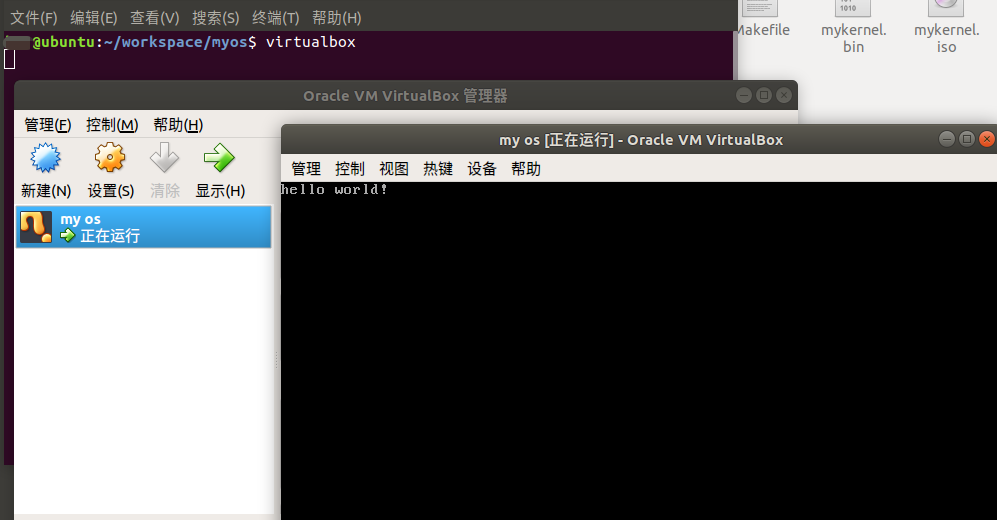 文件(F) 编辑(E) 查看(V) 搜索(S) 终端(T) 帮助(H)
@ubuntu:~/workspace/myos$ virtualbox
Makefile
mykernel.
bin
mykernel.
iso
Oracle VM VirtualBox 管理器
管理(F) 控制(M) 帮助(H)
新建(N) 设置(S) 清除 显示(H)
my os
正在运行
my os [正在运行] - Oracle VM VirtualBox
管理 控制 视图 热键 设备 帮助
hello world!